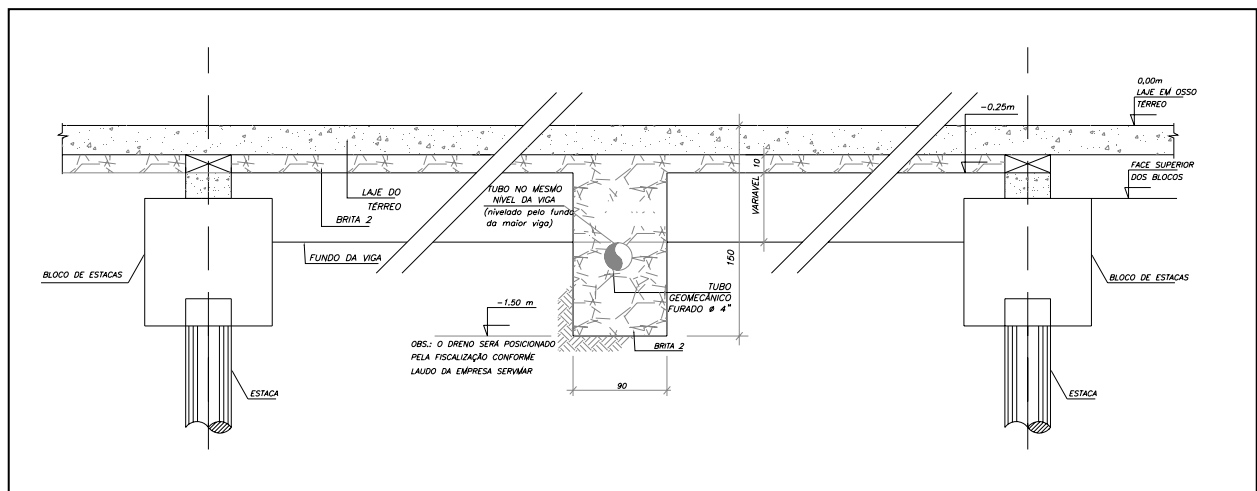 0,00m
LAJE EM OSSO
TÉRREO
-0.25m
FACE SUPERIOR
DOS BLOCOS
10
VARIAVEL
150
TUBO NO MESMO
NÍVEL DA VIGA
(nivelado pelo fundo
da maior viga)
LAJE DO
TÉRREO
BRITA 2
FUNDO DA VIGA
BLOCO DE ESTACAS
BLOCO DE ESTACAS
TUBO
GEOMECÂNICO
FURADO ø 4"
-1.50 m
BRITA 2
OBS.: O DRENO SERÁ POSICIONADO
PELA FISCALIZAÇÃO CONFORME
LAUDO DA EMPRESA SERVMAR
90
ESTACA
ESTACA